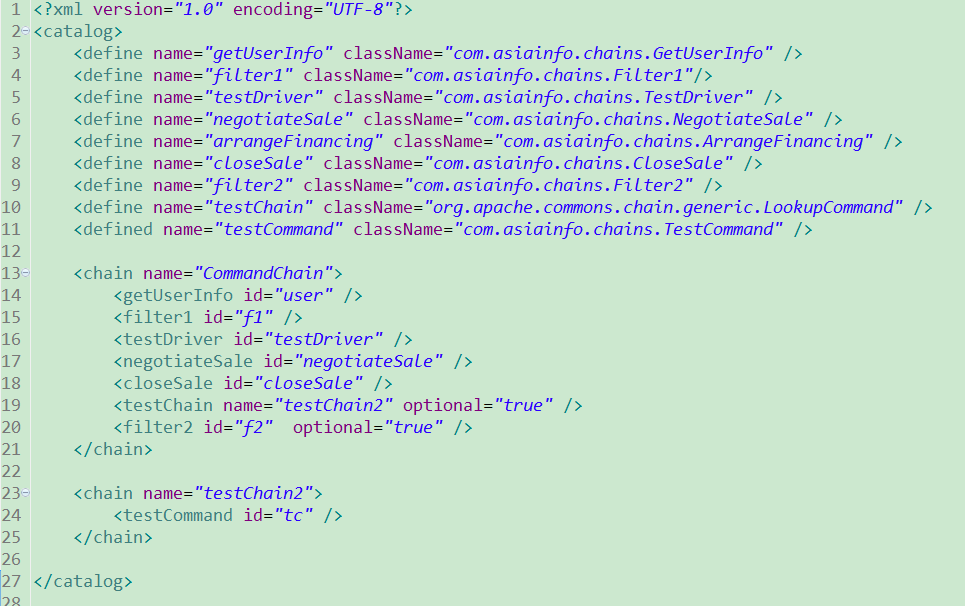 1 <?xml version="1.0" encoding="UTF-8"?>
2 <catalog>
3     <define name="getUserInfo" className="com.asiainfo.chains.GetUserInfo" />
4     <define name="filter1" className="com.asiainfo.chains.Filter1"/>
5     <define name="testDriver" className="com.asiainfo.chains.TestDriver" />
6     <define name="negotiateSale" className="com.asiainfo.chains.NegotiateSale" />
7     <define name="arrangeFinancing" className="com.asiainfo.chains.ArrangeFinancing" />
8     <define name="closeSale" className="com.asiainfo.chains.CloseSale" />
9     <define name="filter2" className="com.asiainfo.chains.Filter2" />
10     <define name="testChain" className="org.apache.commons.chain.generic.LookupCommand" />
11     <defined name="testCommand" className="com.asiainfo.chains.TestCommand" />
12
13     <chain name="CommandChain">
14         <getUserInfo id="user" />
15         <filter1 id="f1" />
16         <testDriver id="testDriver" />
17         <negotiateSale id="negotiateSale" />
18         <closeSale id="closeSale" />
19         <testChain name="testChain2" optional="true" />
20         <filter2 id="f2"  optional="true" />
21     </chain>
22
23     <chain name="testChain2">
24         <testCommand id="tc" />
25     </chain>
26
27 </catalog>
28